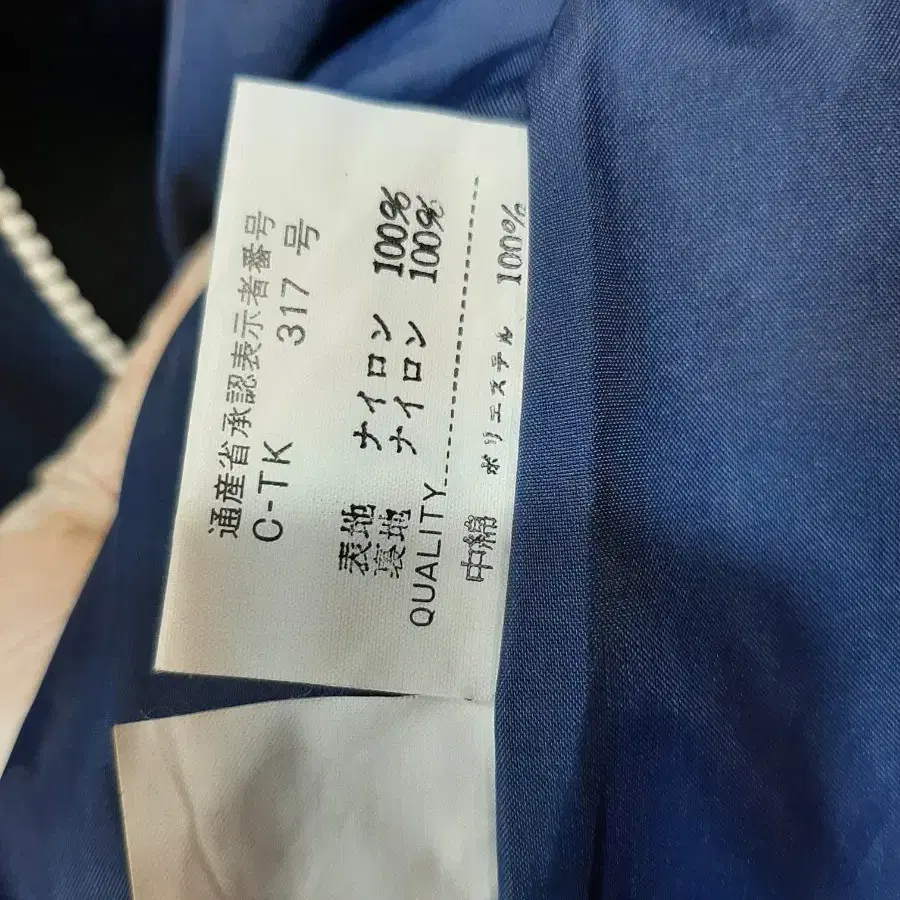 通産省承認表示者番号
C-TK 317 号
表地 ナイロン 100%
裏地 ナイロン 100%
QUALITY
中綿 ポリエステル 100%